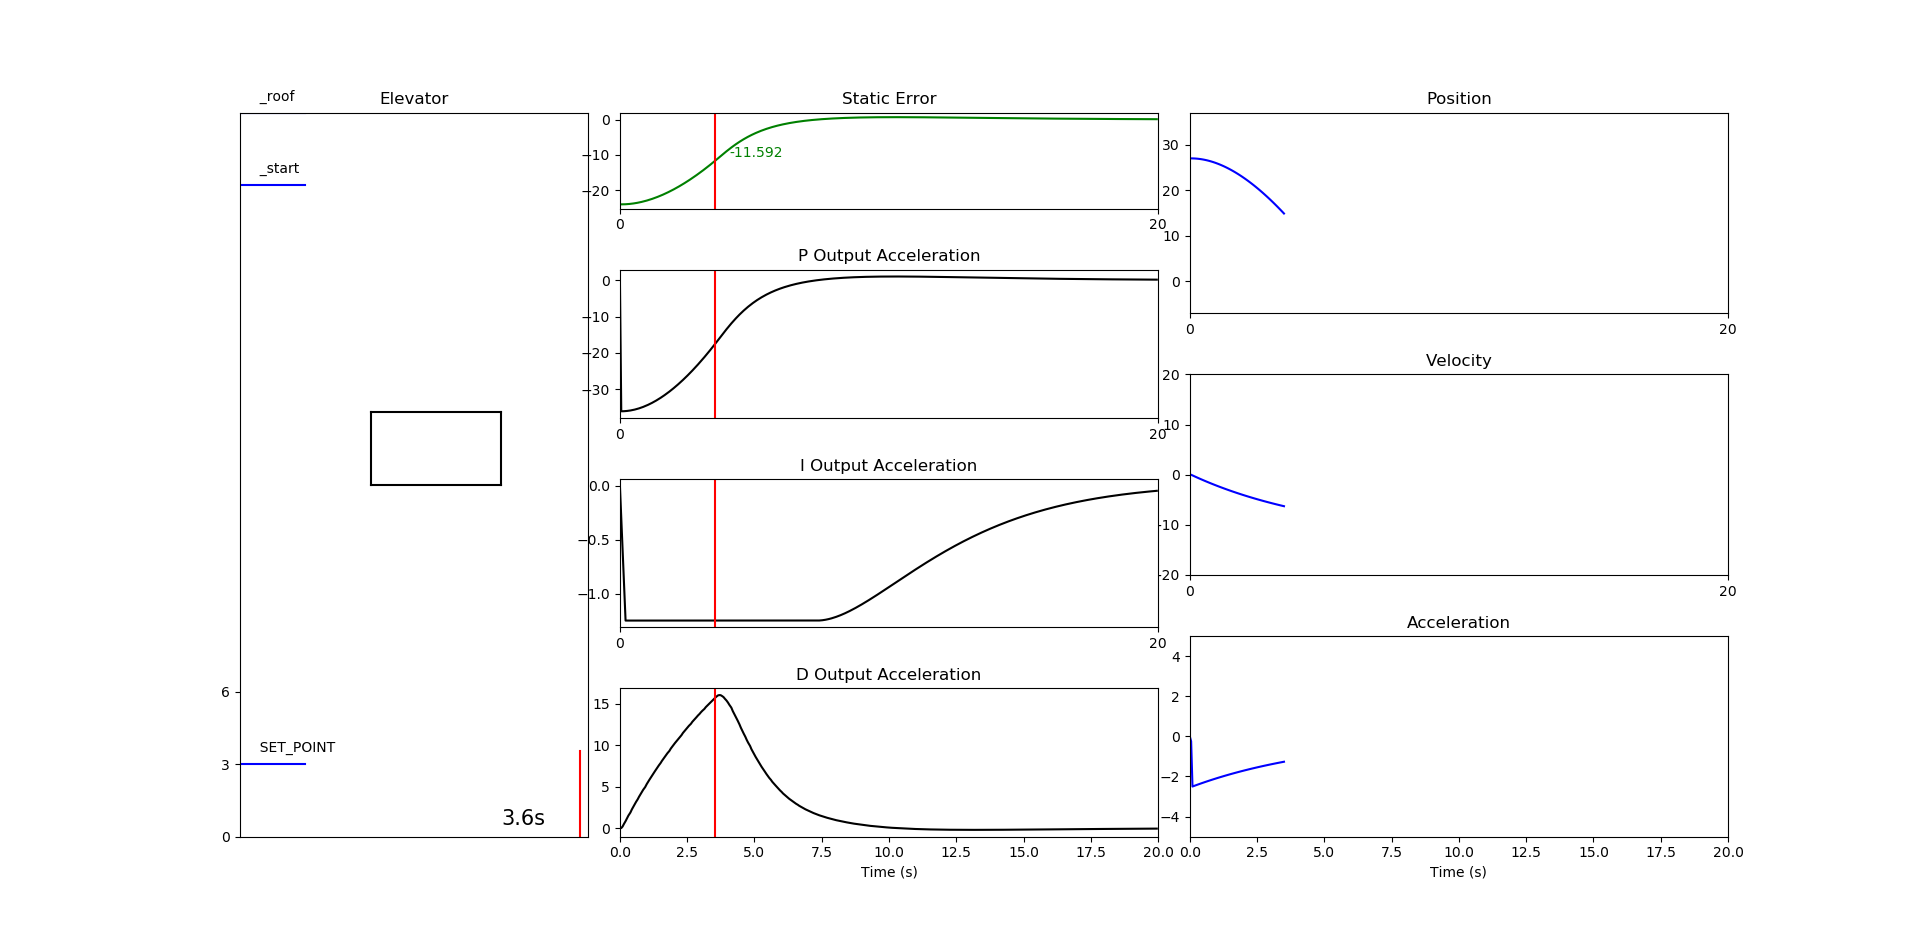 _roof
Elevator
_start
6
SET_POINT
3
3.6s
0
Static Error
0
−10
-11.592
−20
0 20
P Output Acceleration
0
−10
−20
−30
0 20
I Output Acceleration
0.0
−0.5
−1.0
0 20
D Output Acceleration
15
10
5
0
0.0 2.5 5.0 7.5 10.0 12.5 15.0 17.5 20.0
Time (s)
Position
30
20
10
0
0 20
Velocity
20
10
0
-10
-20
0 20
Acceleration
4
2
0
−2
−4
0.0 2.5 5.0 7.5 10.0 12.5 15.0 17.5 20.0
Time (s)